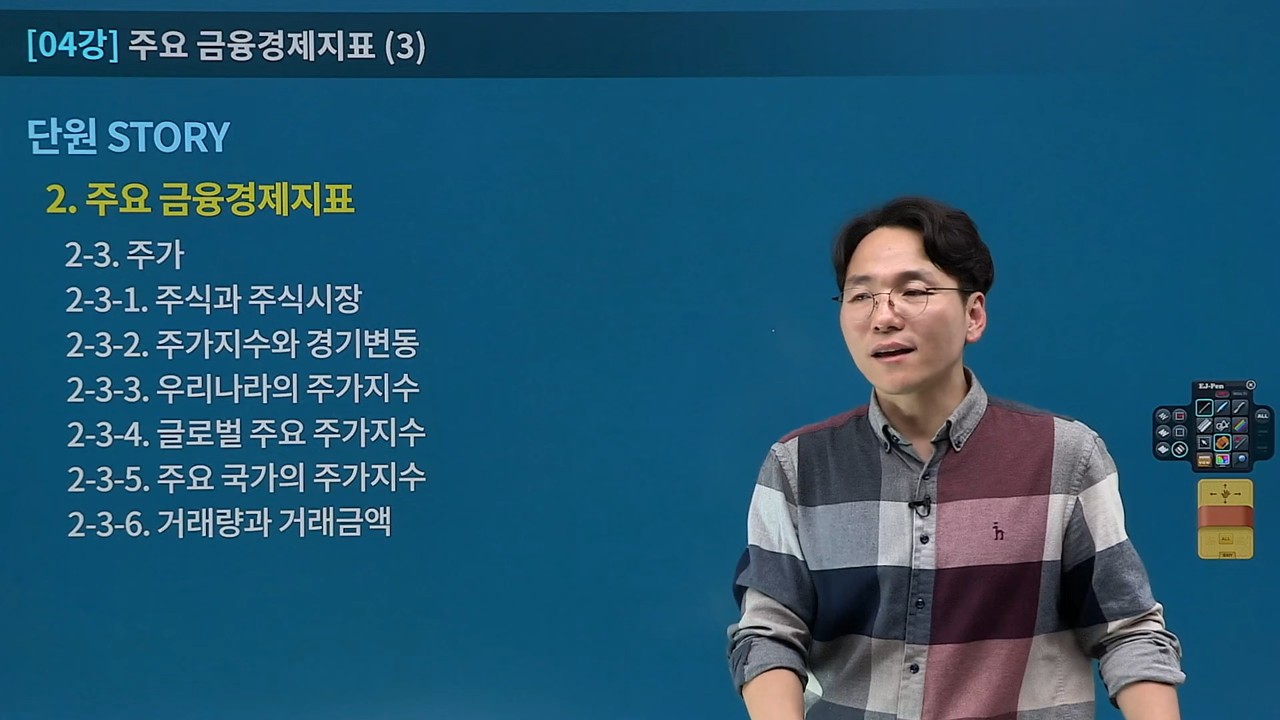 [04강] 주요 금융경제지표 (3)
단원 STORY
2. 주요 금융경제지표
2-3. 주가
2-3-1. 주식과 주식시장
2-3-2. 주가지수와 경기변동
2-3-3. 우리나라의 주가지수
2-3-4. 글로벌 주요 주가지수
2-3-5. 주요 국가의 주가지수
2-3-6. 거래량과 거래금액
EJ-Pen
ALL
ALL
h